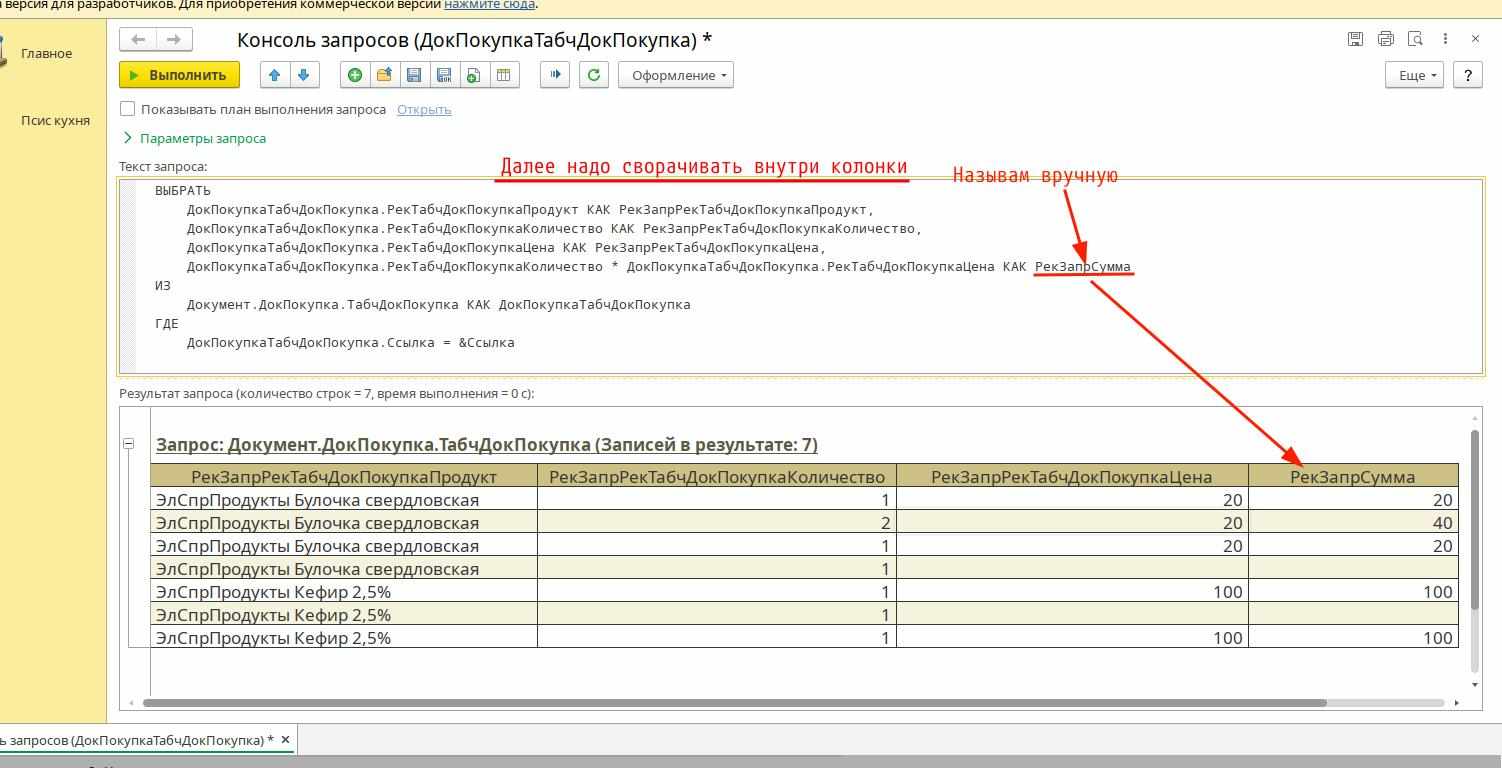 версия для разработчиков. Для приобретения коммерческой версии нажмите сюда.
Главное
Псис кухня
Консоль запросов (ДокПокупкаТабчДокПокупка) *
Выполнить
Оформление
Еще
?
Показывать план выполнения запроса Открыть
Параметры запроса
Текст запроса:
Далее надо сворачивать внутри колонки
Называм вручную
ВЫБРАТЬ
ДокПокупкаТабчДокПокупка.РекТабчДокПокупкаПродукт КАК РекЗапрРекТабчДокПокупкаПродукт,
ДокПокупкаТабчДокПокупка.РекТабчДокПокупкаКоличество КАК РекЗапрРекТабчДокПокупкаКоличество,
ДокПокупкаТабчДокПокупка.РекТабчДокПокупкаЦена КАК РекЗапрРекТабчДокПокупкаЦена,
ДокПокупкаТабчДокПокупка.РекТабчДокПокупкаКоличество * ДокПокупкаТабчДокПокупка.РекТабчДокПокупкаЦена КАК РекЗапрСумма
ИЗ
Документ.ДокПокупка.ТабчДокПокупка КАК ДокПокупкаТабчДокПокупка
ГДЕ
ДокПокупкаТабчДокПокупка.Ссылка = &Ссылка
Результат запроса (количество строк = 7, время выполнения = 0 с):
Запрос: Документ.ДокПокупка.ТабчДокПокупка (Записей в результате: 7)
РекЗапрРекТабчДокПокупкаПродукт РекЗапрРекТабчДокПокупкаКоличество РекЗапрРекТабчДокПокупкаЦена РекЗапрСумма
ЭлСпрПродукты Булочка свердловская 1 20 20
ЭлСпрПродукты Булочка свердловская 2 20 40
ЭлСпрПродукты Булочка свердловская 1 20 20
ЭлСпрПродукты Булочка свердловская 1
ЭлСпрПродукты Кефир 2,5% 1 100 100
ЭлСпрПродукты Кефир 2,5% 1
ЭлСпрПродукты Кефир 2,5% 1 100 100
ь запросов (ДокПокупкаТабчДокПокупка) *